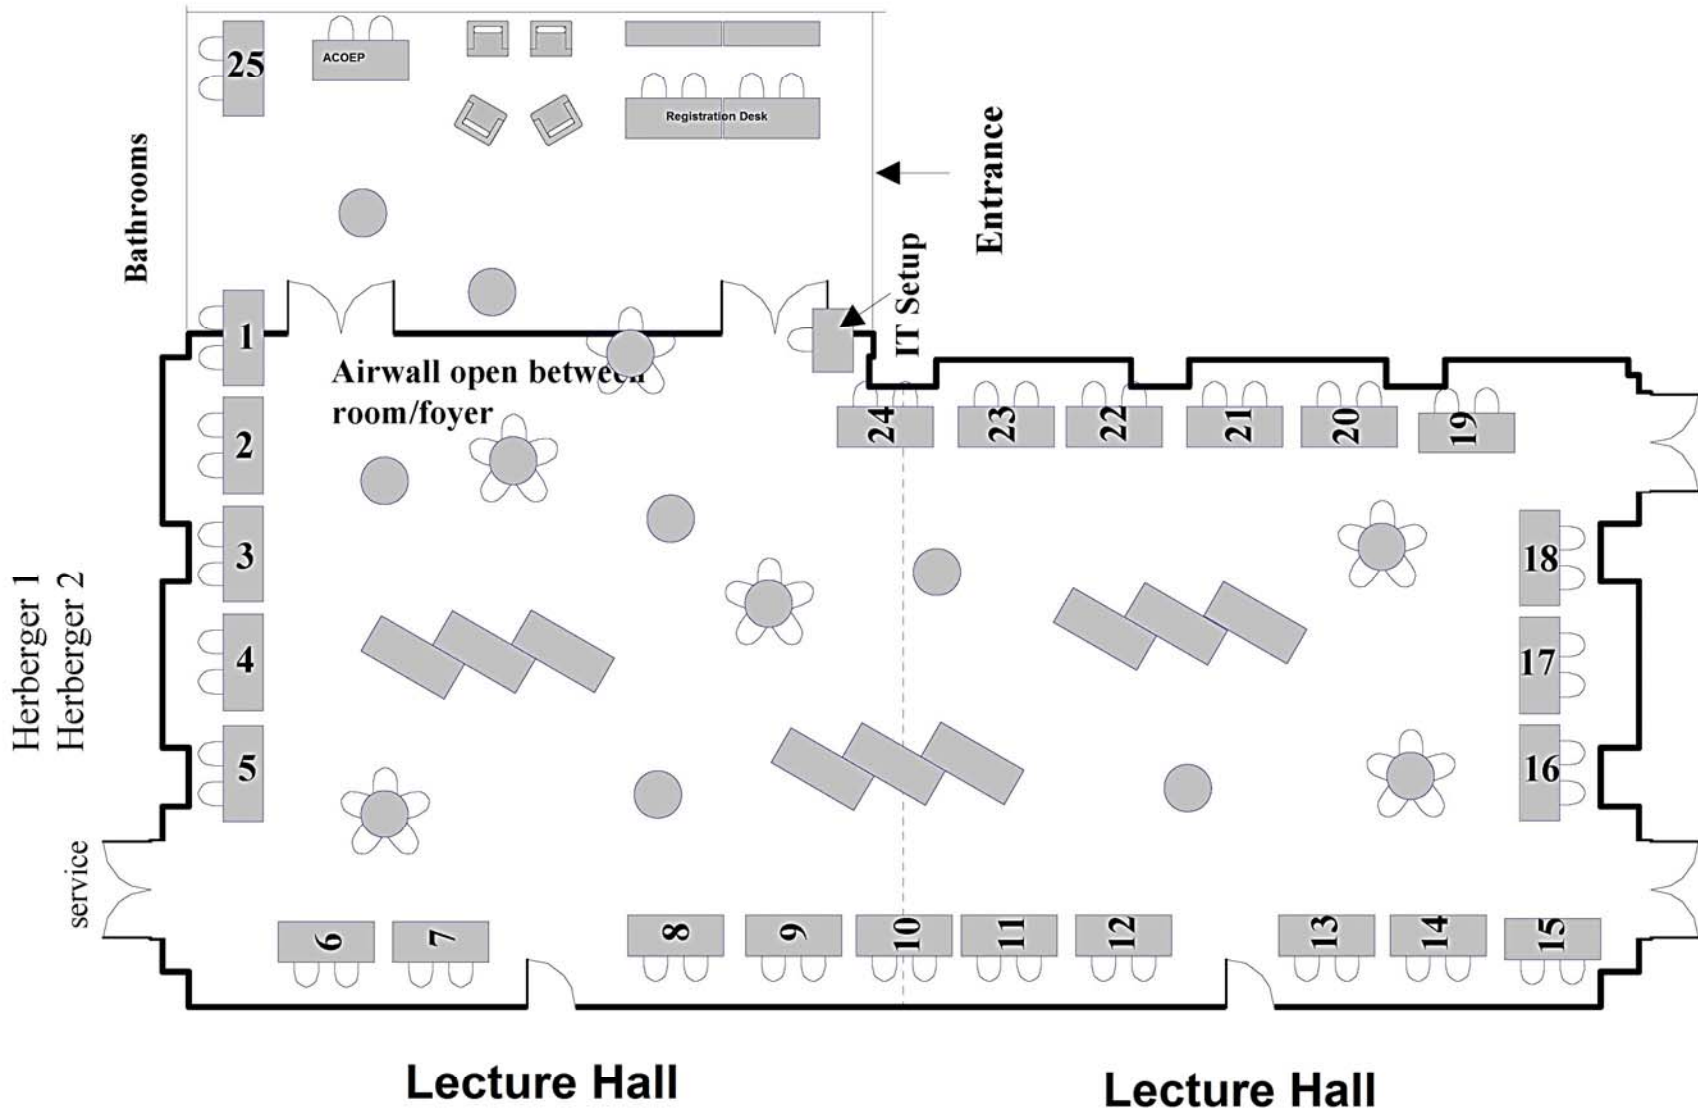 25
ACOEP
Registration Desk
Bathrooms
Entrance
IT Setup
1
Airwall open between
room/foyer
24
23
22
21
20
19
2
3
18
Herberger 1
Herberger 2
4
17
5
16
service
6
7
8
9
10
11
12
13
14
15
Lecture Hall
Lecture Hall